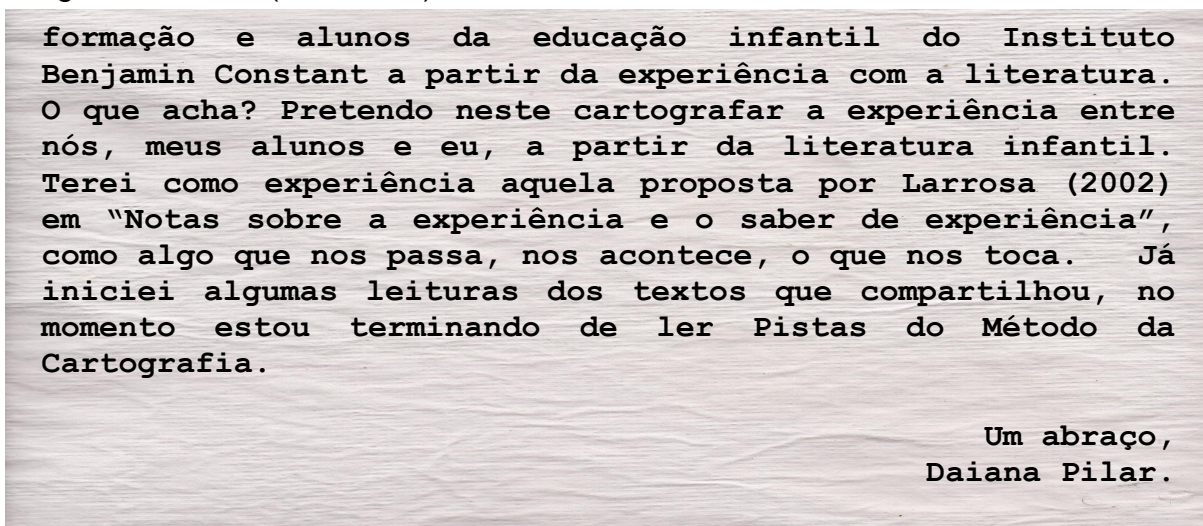 formação e alunos da educação infantil do Instituto
Benjamin Constant a partir da experiência com a literatura.
O que acha? Pretendo neste cartografar a experiência entre
nós, meus alunos e eu, a partir da literatura infantil.
Terei como experiência aquela proposta por Larrosa (2002)
em “Notas sobre a experiência e o saber de experiência”,
como algo que nos passa, nos acontece, o que nos toca. Já
iniciei algumas leituras dos textos que compartilhou, no
momento estou terminando de ler Pistas do Método da
Cartografia.
Um abraço,
Daiana Pilar.